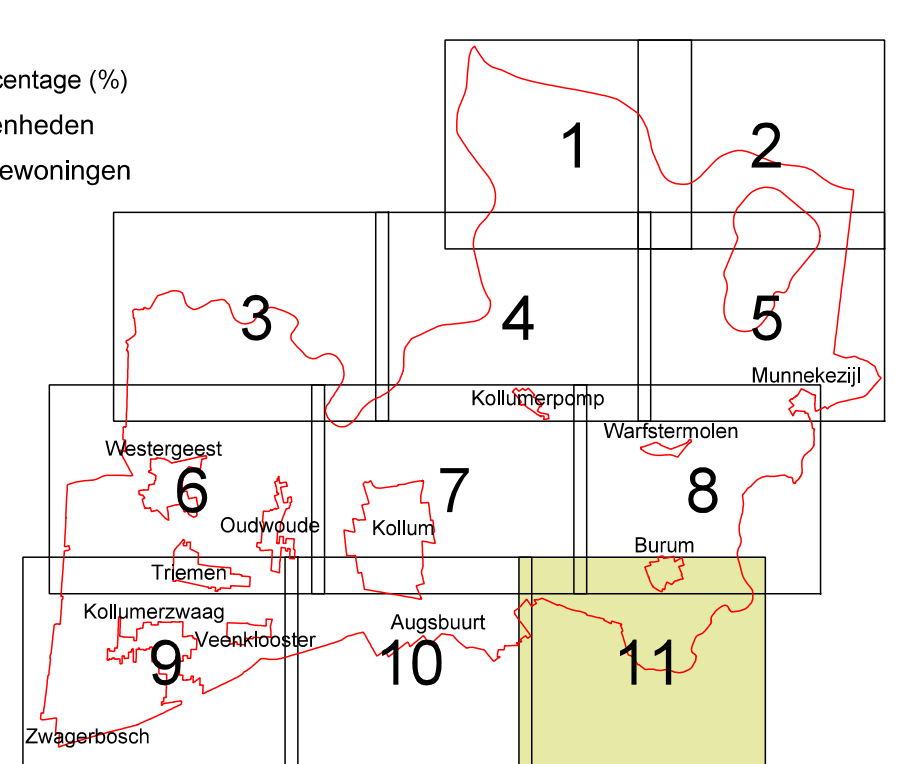 centage (%)
enheden
ewoningen
1
2
3
4
5
Munnekezijl
Kollumerpomp
Warfstermolen
Westergeest
6
7
8
Oudwoude
Kollum
Burum
Triemen
Kollumerzwaag
Augsbuurt
Veenklooster
9
10
11
Zwagerbosch